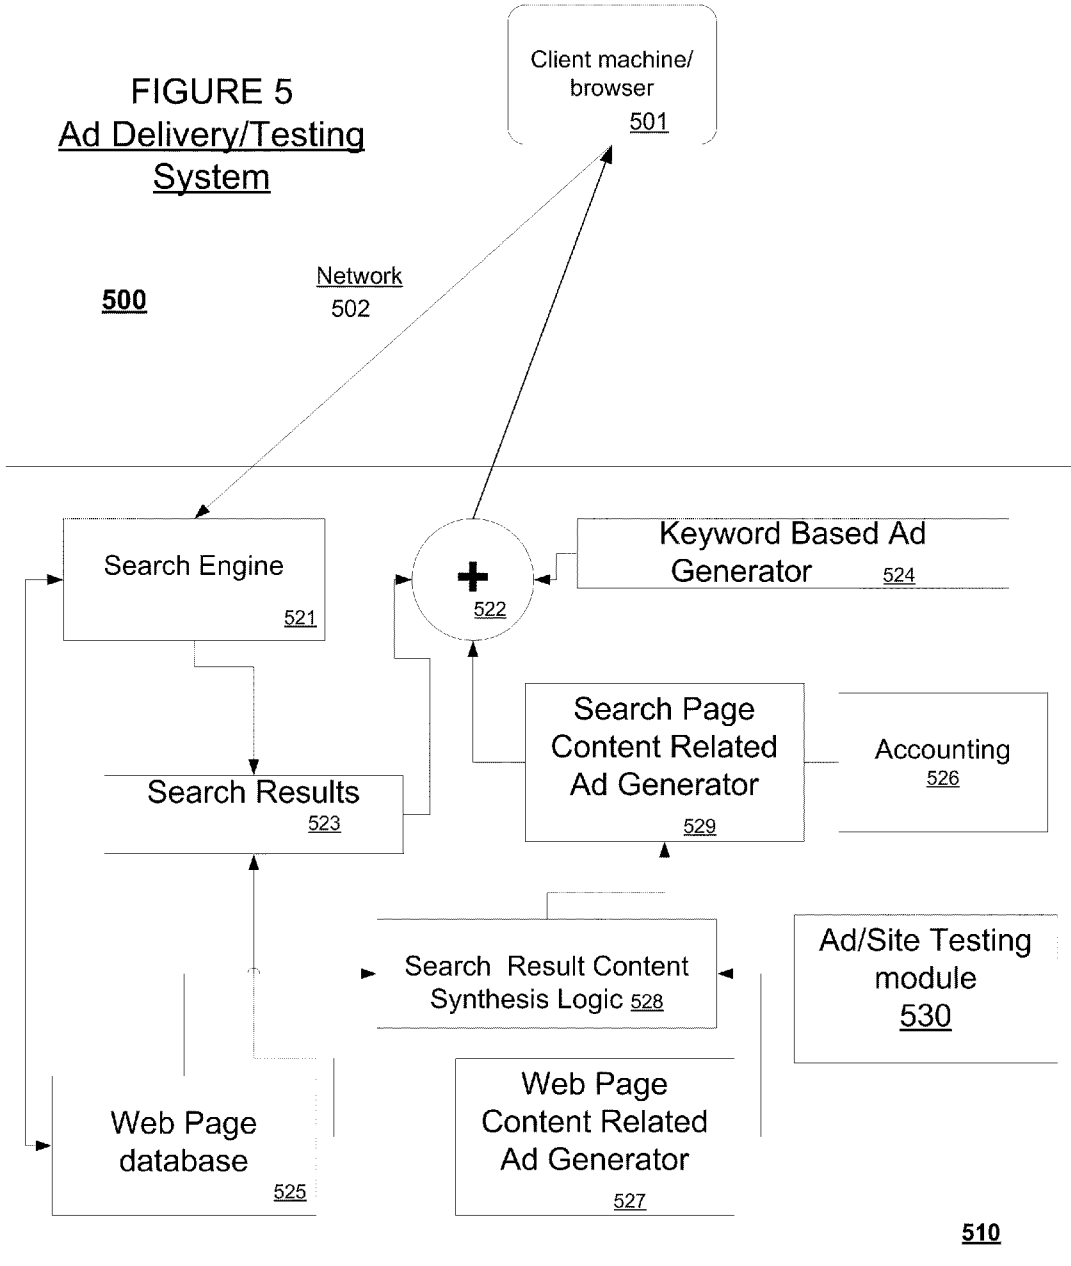 Client machine/
browser
501
FIGURE 5
Ad Delivery/Testing
System
Network
502
500
Search Engine
521
+
522
Keyword Based Ad
Generator 524
Search Page
Content Related
Ad Generator
529
Accounting
526
Search Results
523
Search Result Content
Synthesis Logic 528
Ad/Site Testing
module
530
Web Page
database
525
Web Page
Content Related
Ad Generator
527
510